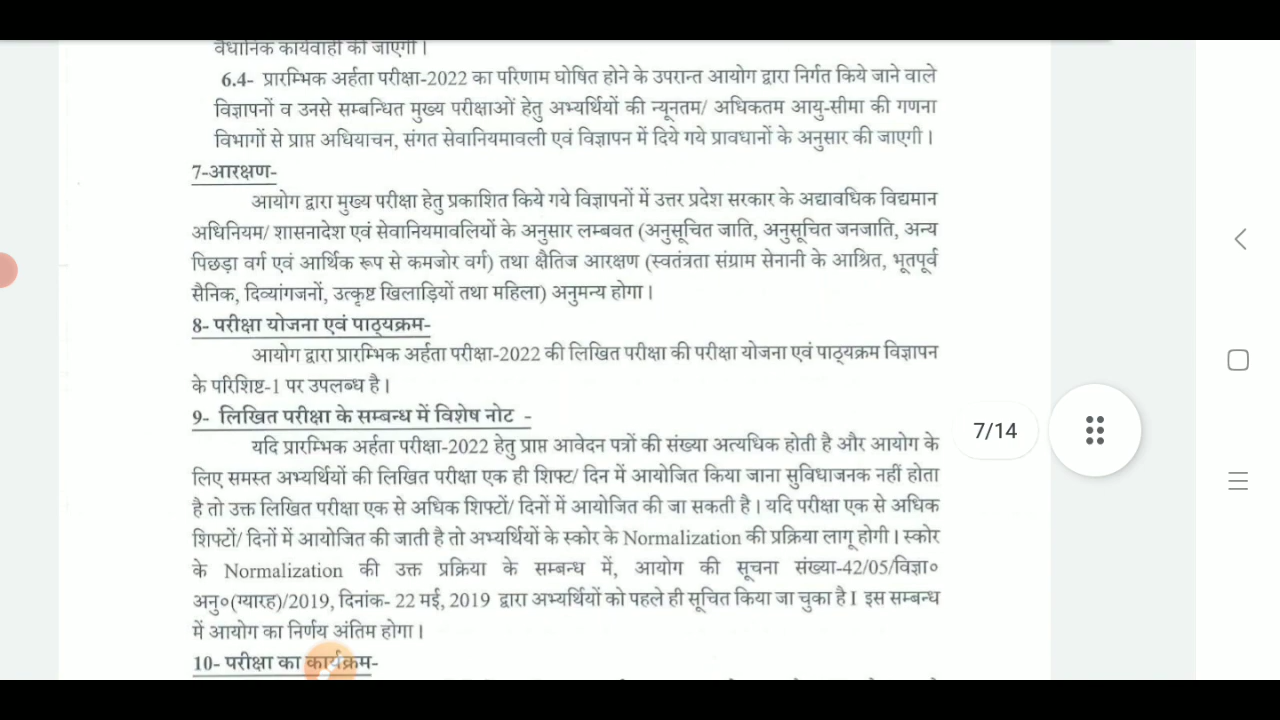 वैधानिक कार्यवाही की जाएगी।
6.4- प्रारम्भिक अर्हता परीक्षा-2022 का परिणाम घोषित होने के उपरान्त आयोग द्वारा निर्गत किये जाने वाले
विज्ञापनों व उनसे सम्बन्धित मुख्य परीक्षाओं हेतु अभ्यर्थियों की न्यूनतम/ अधिकतम आयु-सीमा की गणना
विभागों से प्राप्त अधियाचन, संगत सेवानियमावली एवं विज्ञापन में दिये गये प्रावधानों के अनुसार की जाएगी।
7-आरक्षण-
आयोग द्वारा मुख्य परीक्षा हेतु प्रकाशित किये गये विज्ञापनों में उत्तर प्रदेश सरकार के अद्यावधिक विद्यमान
अधिनियम/ शासनादेश एवं सेवानियमावलियों के अनुसार लम्बवत (अनुसूचित जाति, अनुसूचित जनजाति, अन्य
पिछड़ा वर्ग एवं आर्थिक रूप से कमजोर वर्ग) तथा क्षैतिज आरक्षण (स्वतंत्रता संग्राम सेनानी के आश्रित, भूतपूर्व
सैनिक, दिव्यांगजनों, उत्कृष्ट खिलाड़ियों तथा महिला) अनुमन्य होगा।
8- परीक्षा योजना एवं पाठ्यक्रम-
आयोग द्वारा प्रारम्भिक अर्हता परीक्षा-2022 की लिखित परीक्षा की परीक्षा योजना एवं पाठ्यक्रम विज्ञापन
के परिशिष्ट-1 पर उपलब्ध है।
9- लिखित परीक्षा के सम्बन्ध में विशेष नोट -
यदि प्रारम्भिक अर्हता परीक्षा-2022 हेतु प्राप्त आवेदन पत्रों की संख्या अत्यधिक होती है और आयोग के
लिए समस्त अभ्यर्थियों की लिखित परीक्षा एक ही शिफ्ट/ दिन में आयोजित किया जाना सुविधाजनक नहीं होता
है तो उक्त लिखित परीक्षा एक से अधिक शिफ्टों/ दिनों में आयोजित की जा सकती है। यदि परीक्षा एक से अधिक
शिफ्टों/ दिनों में आयोजित की जाती है तो अभ्यर्थियों के स्कोर के Normalization की प्रक्रिया लागू होगी। स्कोर
के Normalization की उक्त प्रक्रिया के सम्बन्ध में, आयोग की सूचना संख्या-42/05/विज्ञा०
अनु०(ग्यारह)/2019, दिनांक- 22 मई, 2019 द्वारा अभ्यर्थियों को पहले ही सूचित किया जा चुका है I इस सम्बन्ध
में आयोग का निर्णय अंतिम होगा।
10- परीक्षा का कार्यक्रम-
7/14